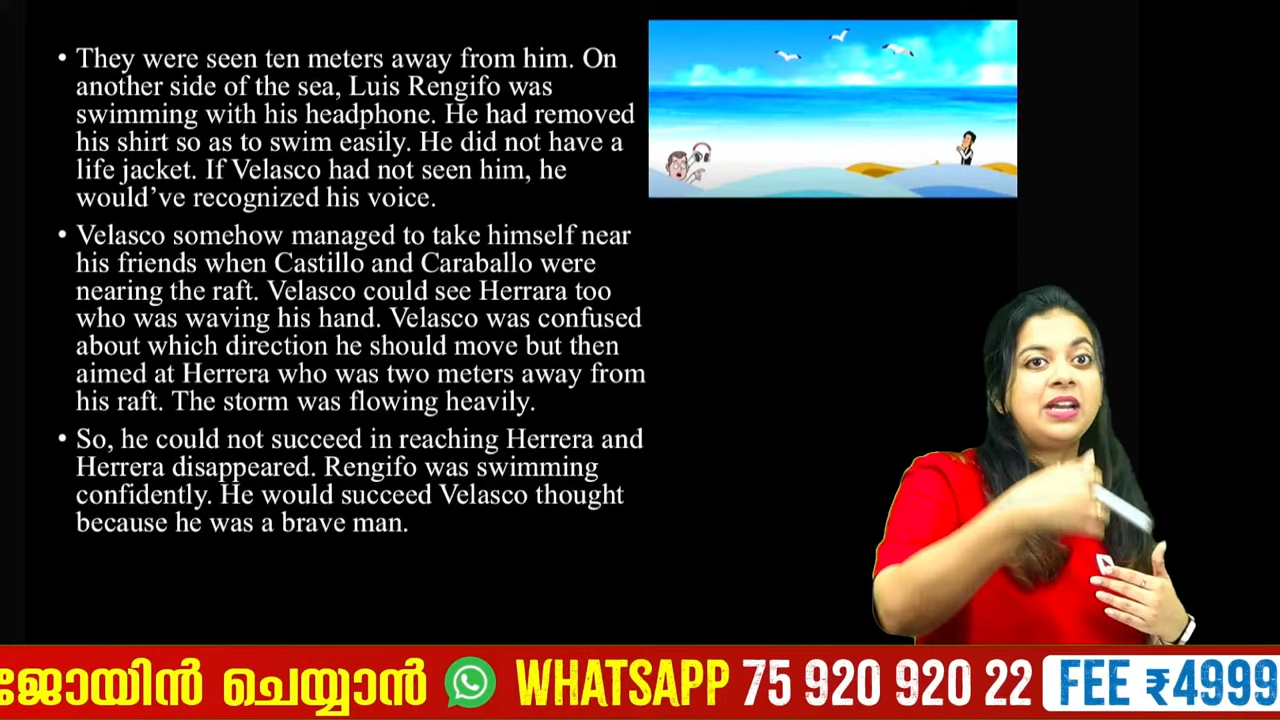 • They were seen ten meters away from him. On
another side of the sea, Luis Rengifo was
swimming with his headphone. He had removed
his shirt so as to swim easily. He did not have a
life jacket. If Velasco had not seen him, he
would’ve recognized his voice.
• Velasco somehow managed to take himself near
his friends when Castillo and Caraballo were
nearing the raft. Velasco could see Herrara too
who was waving his hand. Velasco was confused
about which direction he should move but then
aimed at Herrera who was two meters away from
his raft. The storm was flowing heavily.
• So, he could not succeed in reaching Herrera and
Herrera disappeared. Rengifo was swimming
confidently. He would succeed Velasco thought
because he was a brave man.
ജോയിൻ ചെയ്യാൻ WHATSAPP 75 920 920 22 FEE ₹4999